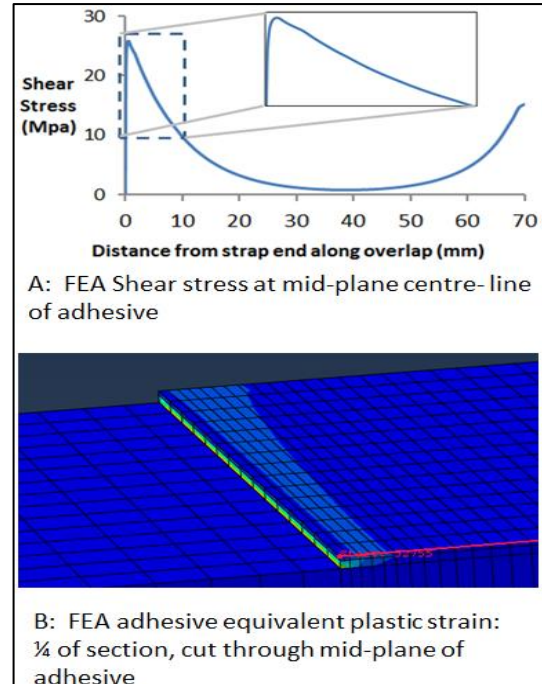 30
20
10
0
Shear
Stress
(Mpa)
0 10 20 30 40 50 60 70
Distance from strap end along overlap (mm)
A: FEA Shear stress at mid-plane centre- line
of adhesive
B: FEA adhesive equivalent plastic strain:
¼ of section, cut through mid-plane of
adhesive